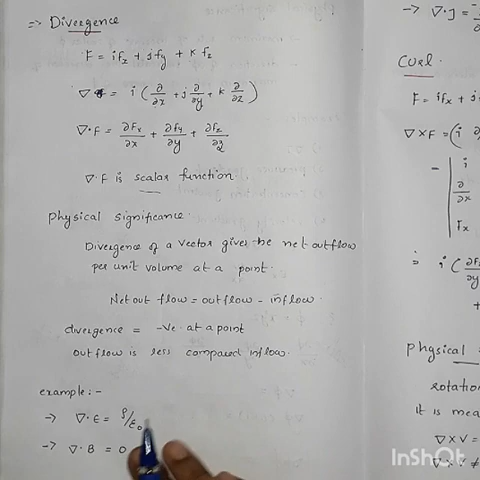 ⇒ Divergence
F = ifx + jfy + kfz
∇ = i(∂/∂x + j ∂/∂y + k ∂/∂z)
∇·F = ∂Fx/∂x + ∂fy/∂y + ∂fz/∂z
∇·F is scalar function.
Physical significance.
Divergence of a vector gives the net outflow
per unit volume at a point.
Net out flow = outflow - inflow.
divergence = -ve at a point
outflow is less compared inflow.
example:-
→ ∇·E = ρ/ε₀
→ ∇·B = 0
→ ∇·J =
Curl.
F = ifx + j
∇×F = (i ∂
- | i
∂/∂x
Fx
= i(∂F
∂y
+
physical
rotation
it is mea
∇×V =
∇×V ≠
InShOt